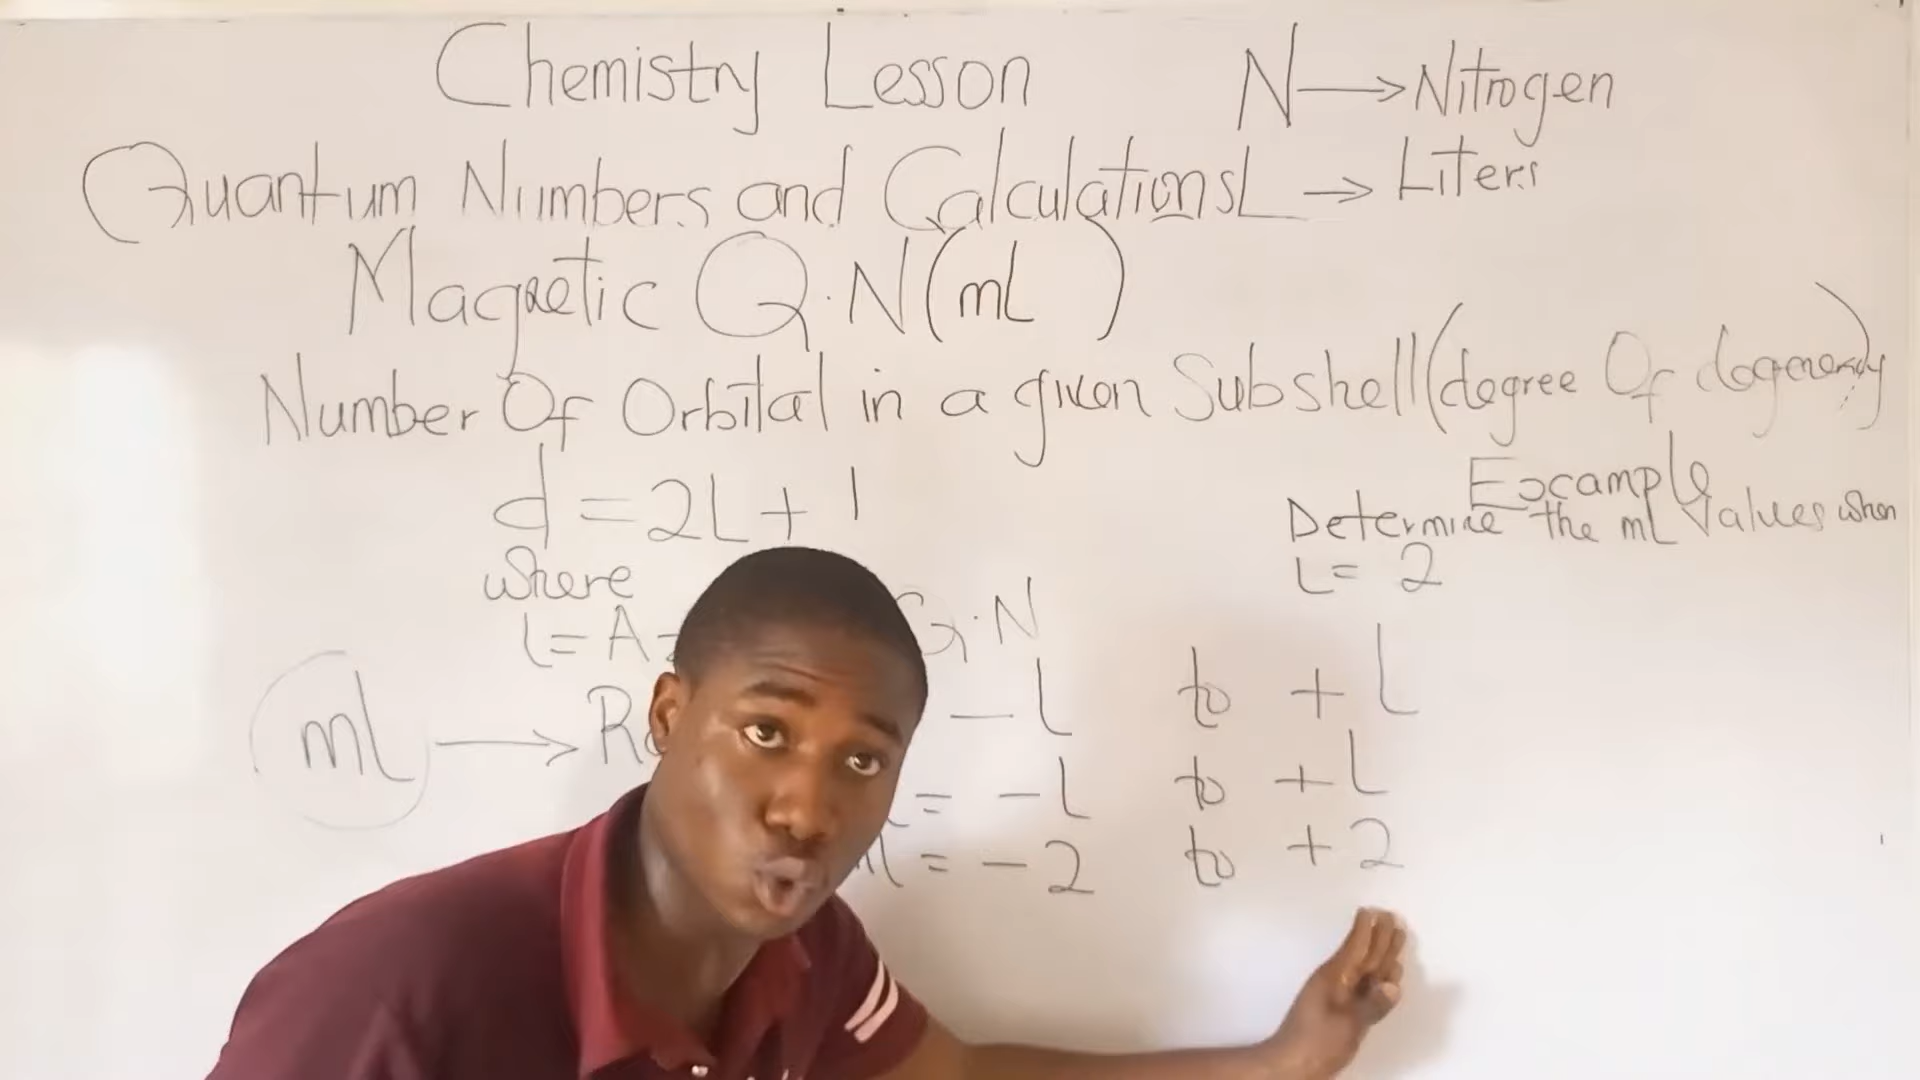 Chemistry Lesson
N → Nitrogen
Quantum Numbers and Calculations
L → Liters
Magnetic Q.N (mL )
Number Of Orbital in a given Subshell (degree Of degeneracy)
d = 2L + 1
where
l = A
Q.N
Example
Determine the mL Values when
L = 2
mL →
- L to + L
= - L to + L
= - 2 to + 2